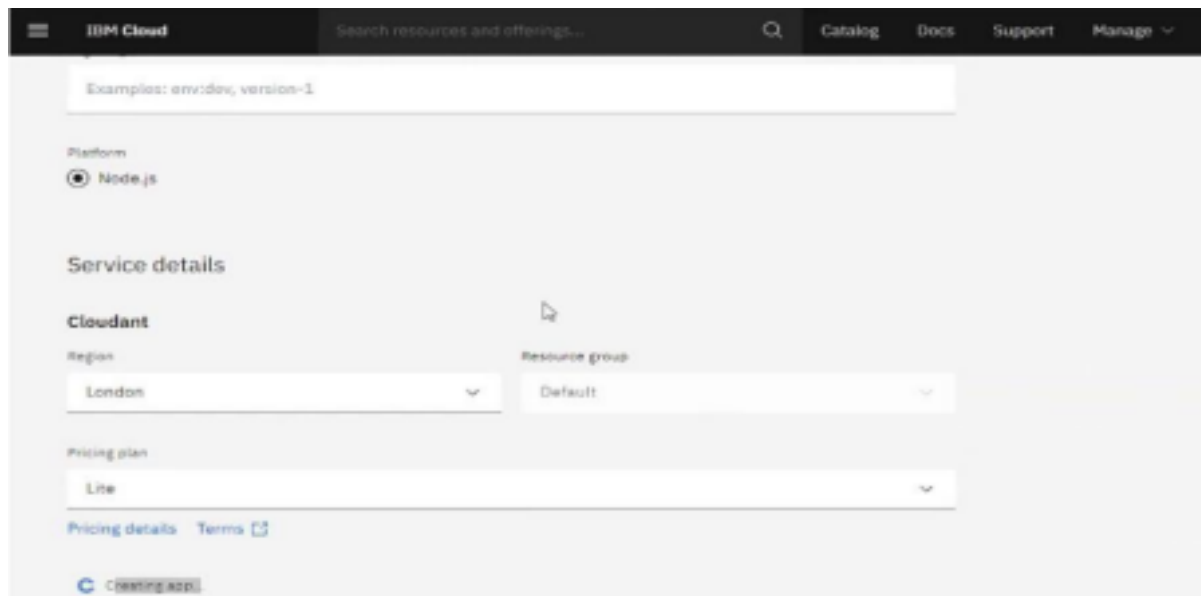 IBM Cloud Search resources and offerings... Catalog Docs Support Manage
Examples: env:dev, version-1
Platform
Node.js
Service details
Cloudant
Region Resource group
London Default
Pricing plan
Lite
Pricing details Terms
Creating app...